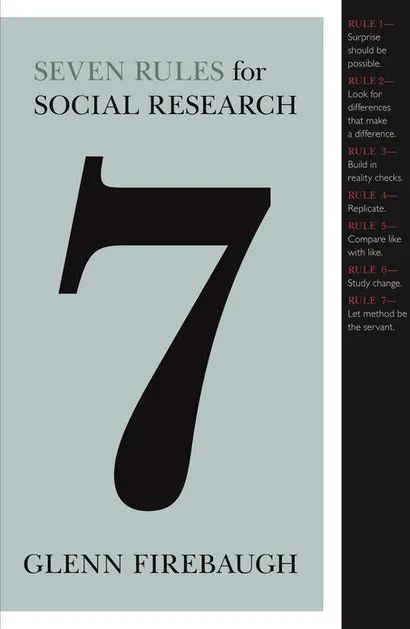 SEVEN RULES for
SOCIAL RESEARCH
7
GLENN FIREBAUGH
RULE 1—
Surprise
should be
possible.
RULE 2—
Look for
differences
that make
a difference.
RULE 3—
Build in
reality checks.
RULE 4—
Replicate.
RULE 5—
Compare like
with like.
RULE 6—
Study change.
RULE 7—
Let method be
the servant.